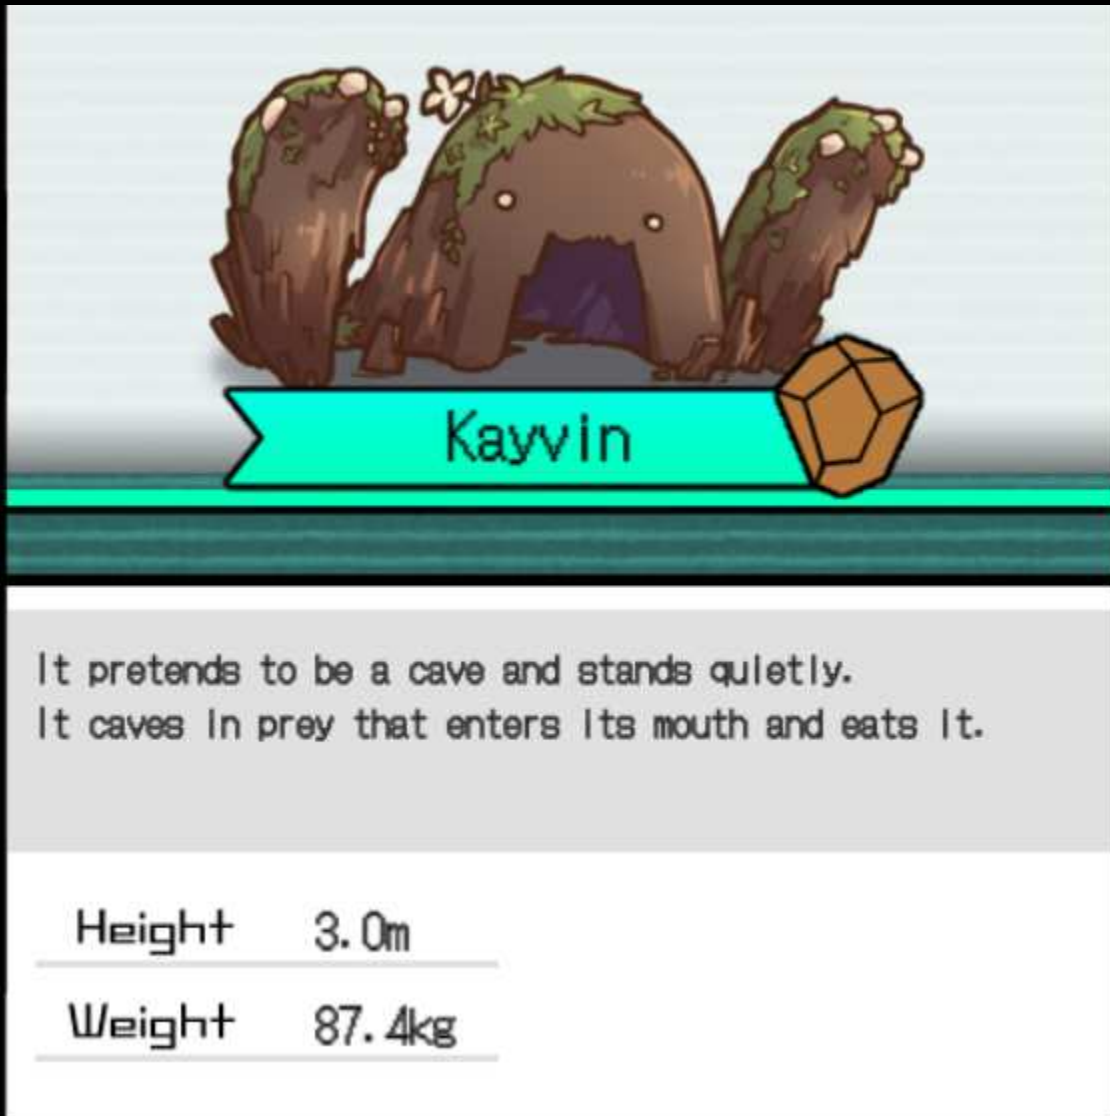 Kayvin
It pretends to be a cave and stands quietly.
It caves in prey that enters its mouth and eats it.
Height 3.0m
Weight 87.4kg